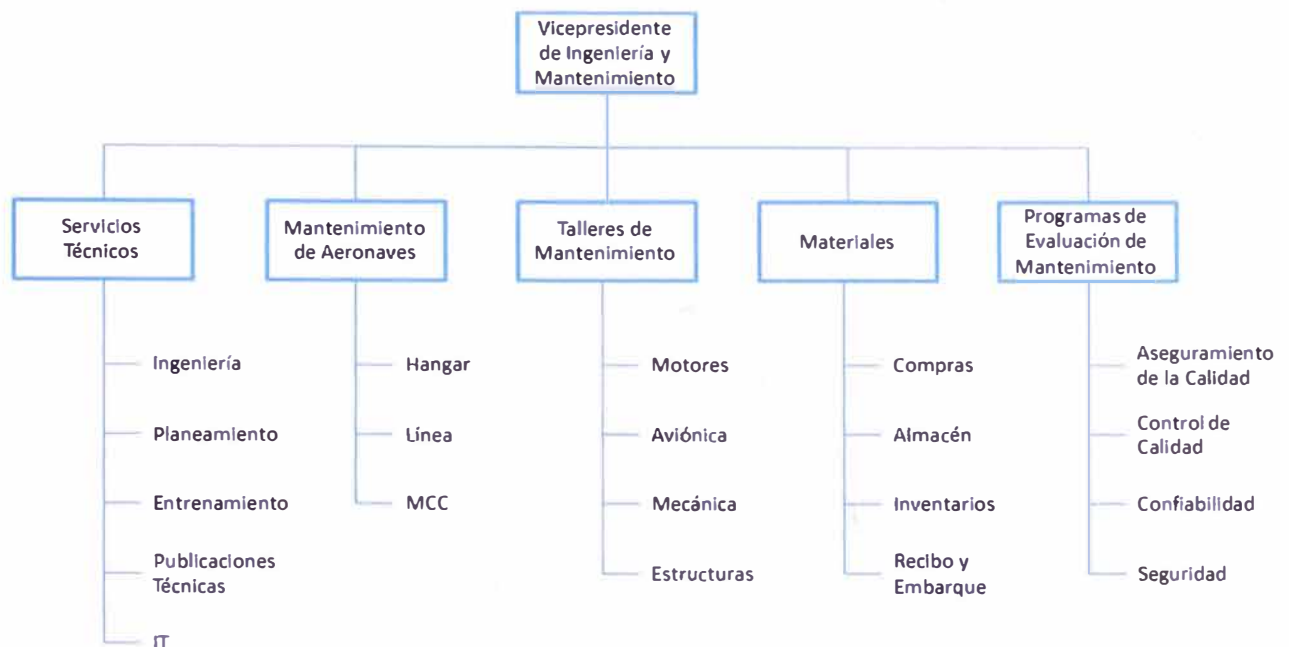 Vicepresidente
de Ingeniería y
Mantenimiento
Servicios
Técnicos
Mantenimiento
de Aeronaves
Talleres de
Mantenimiento
Materiales
Programas de
Evaluación de
Mantenimiento
Ingeniería
Planeamiento
Entrenamiento
Publicaciones
Técnicas
IT
Hangar
Línea
MCC
Motores
Aviónica
Mecánica
Estructuras
Compras
Almacén
Inventarios
Recibo y
Embarque
Aseguramiento
de la Calidad
Control de
Calidad
Confiabilidad
Seguridad